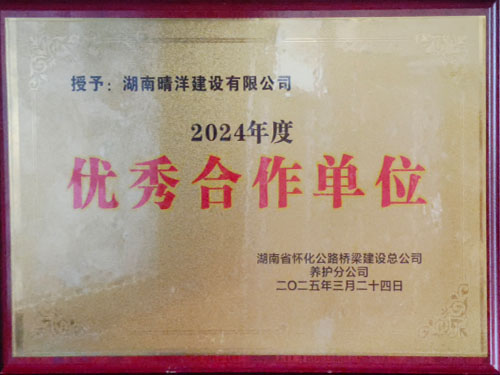 授予：湖南晴洋建设有限公司
2024年度
优秀合作单位
湖南省怀化公路桥梁建设总公司
养护分公司
二〇二五年三月二十四日